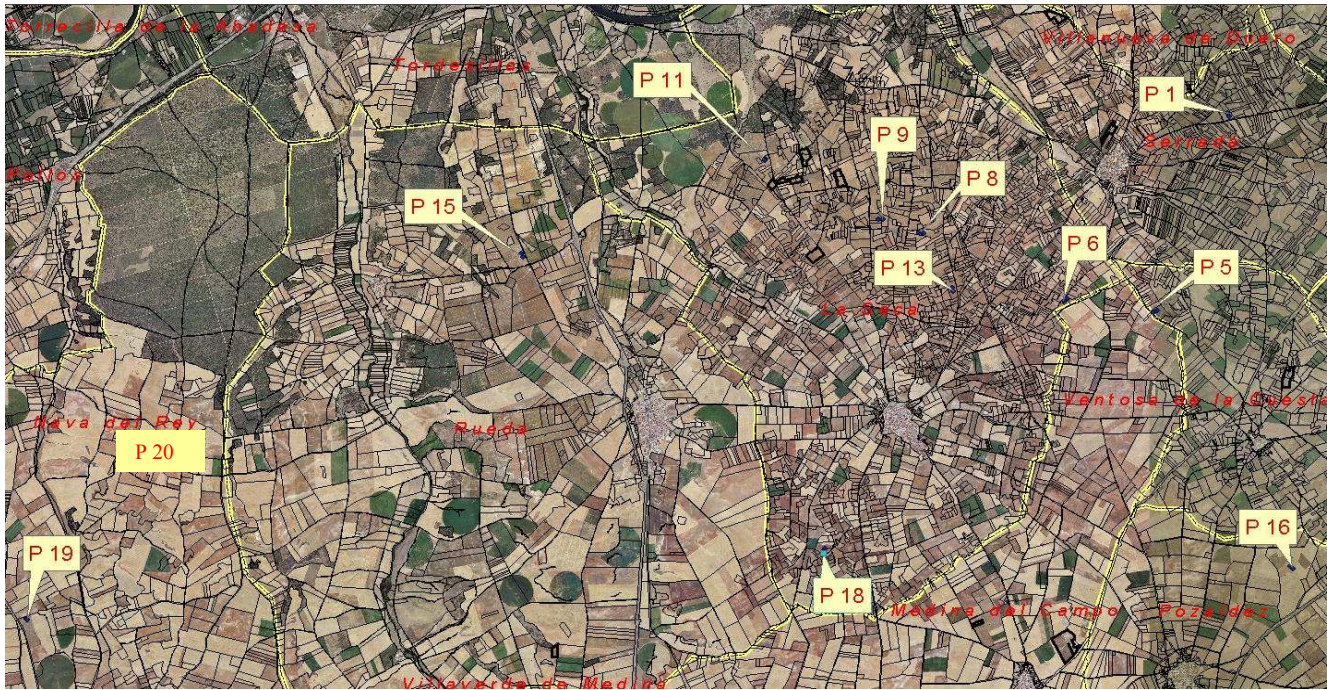 Torrecilla de la Abadesa
Villanueva de Duero
Tordesillas
P 11
P 1
P 9
Serrada
Pollos
P 8
P 15
P 6
P 5
P 13
La Seca
Ventosa de la Cuesta
Nava del Rey
Rueda
P 20
P 16
P 19
P 18
Medina del Campo
Pozaldez
Villaverde de Medina